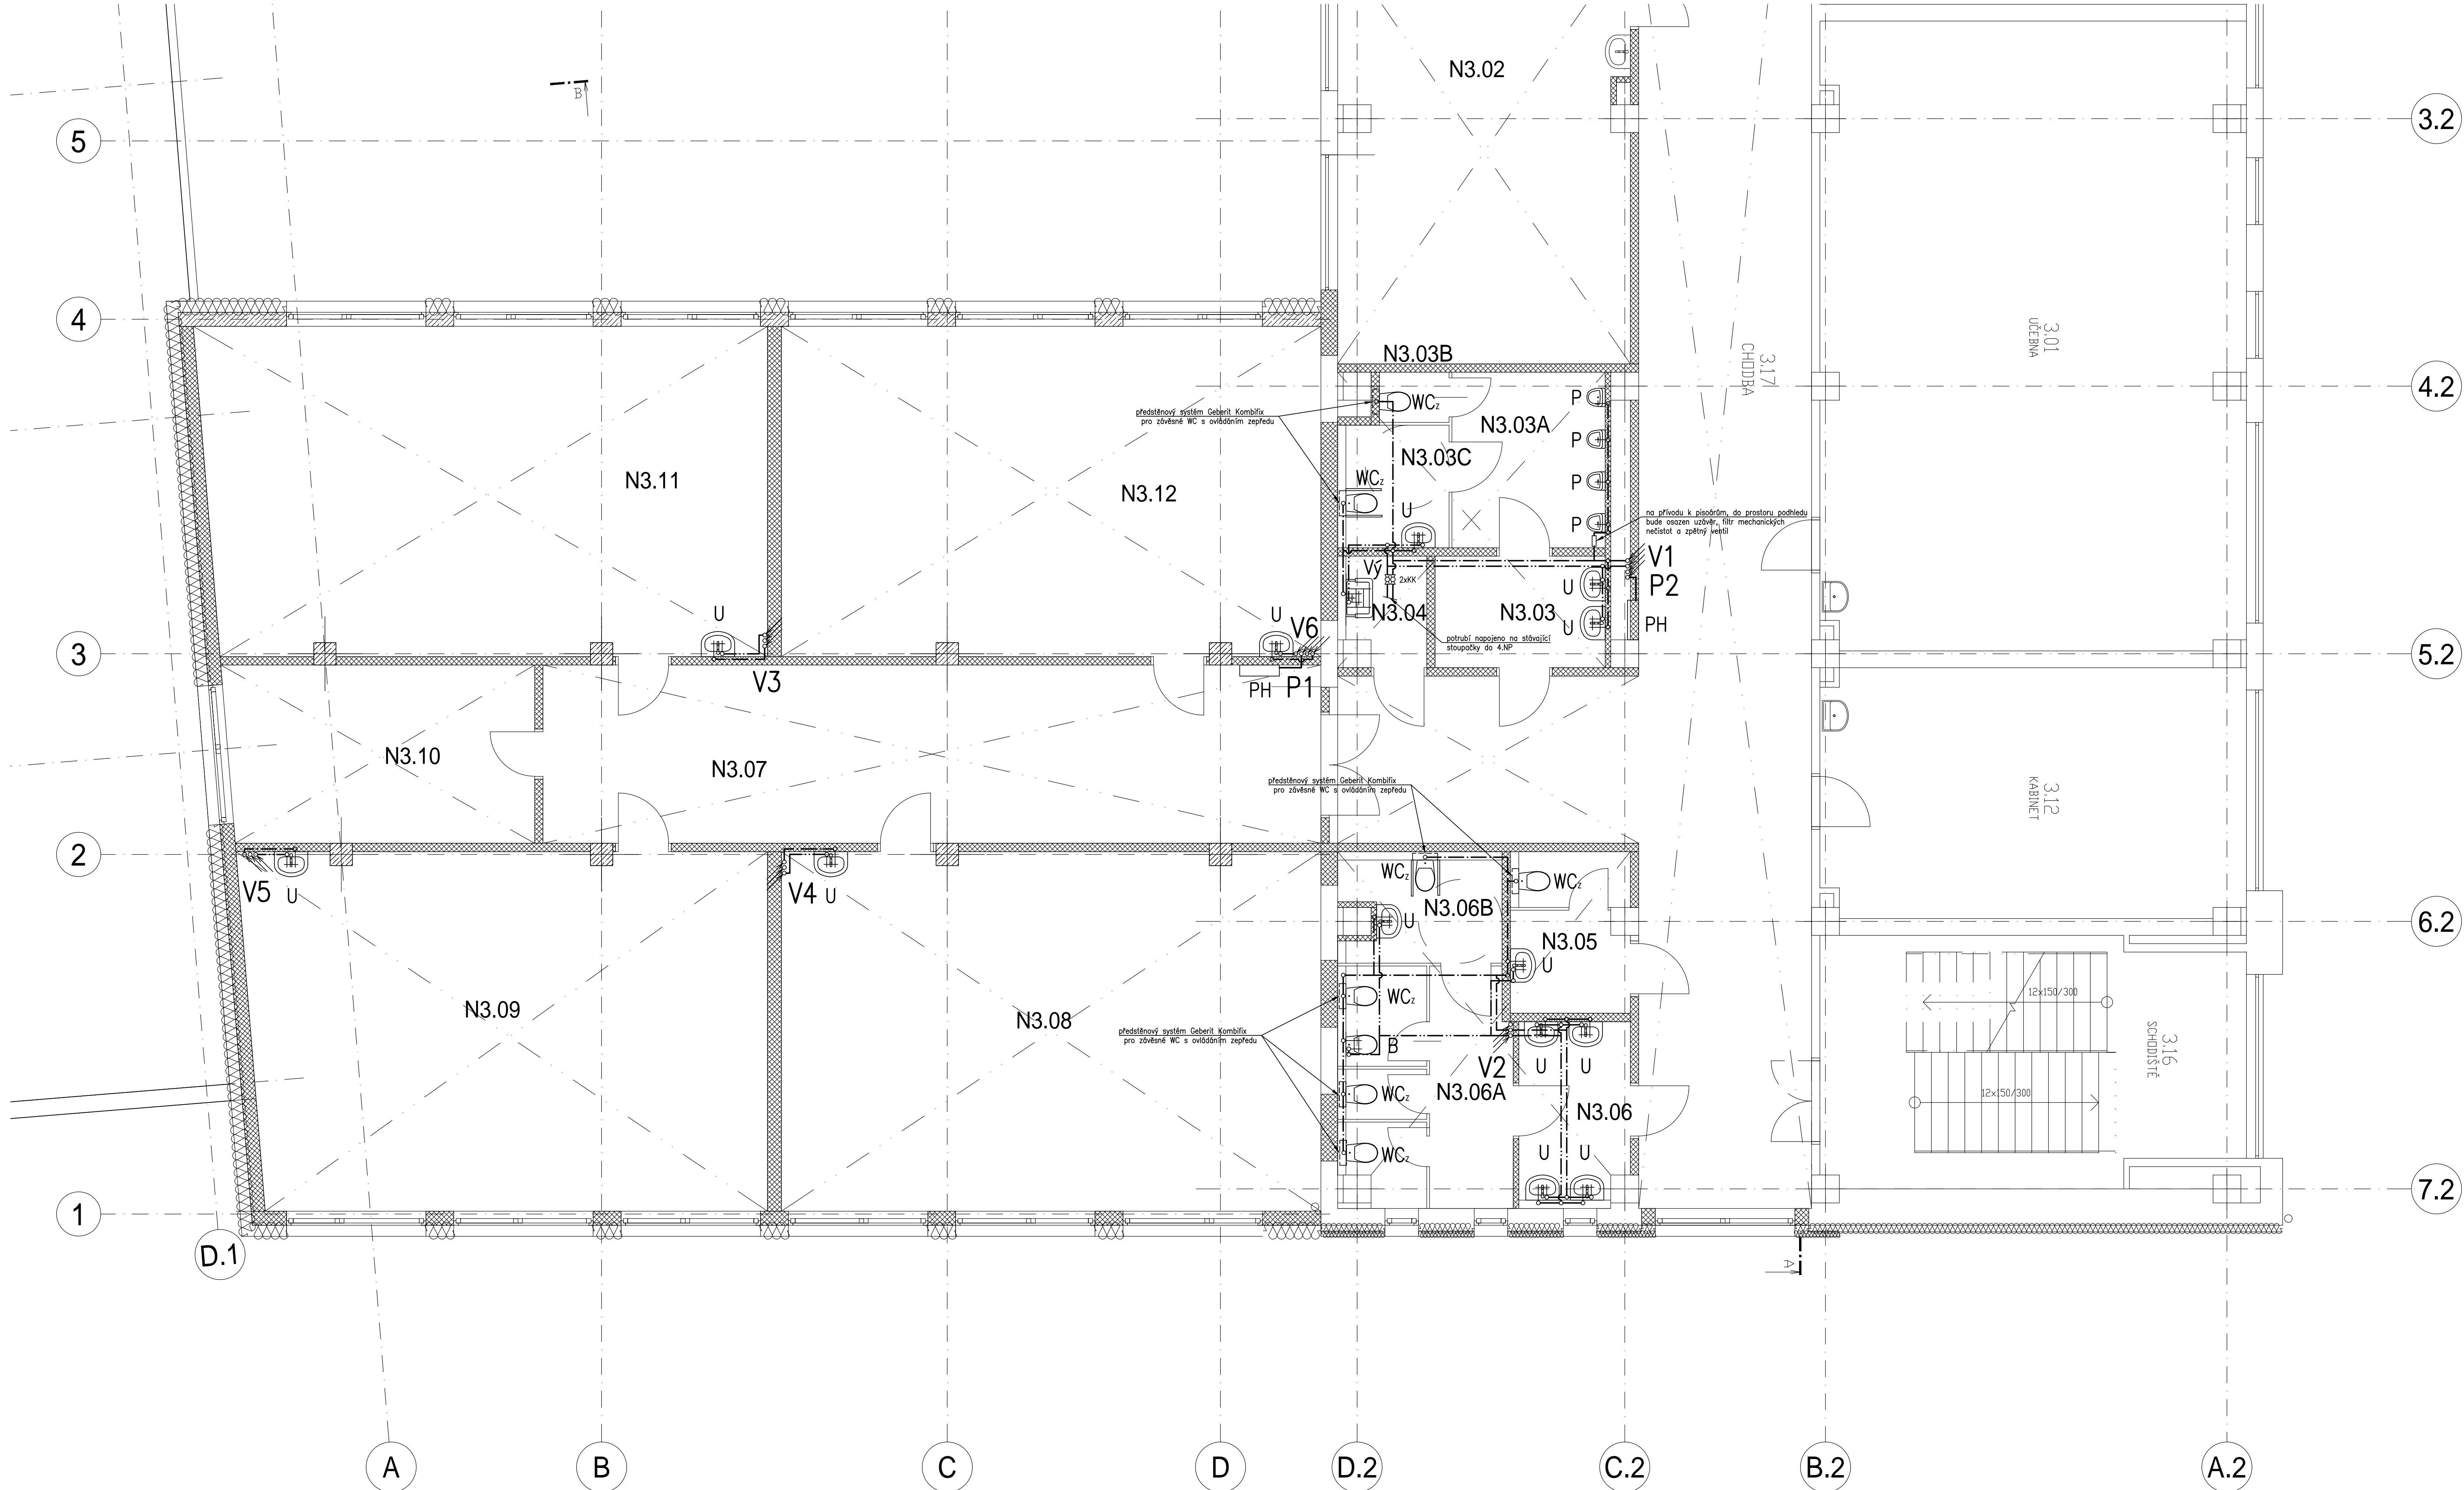 B
N3.02
5
3.2
4
3.01
UČEBNA
3.17
CHODBA
N3.03B
4.2
WCz
P
předstěnový systém Geberit Kombifix
pro závěsné WC s ovládáním zepředu
N3.03A
P
N3.03C
N3.11
WCz
P
N3.12
U
P
na přívodu k pisoárům, do prostoru podhledu
bude osazen uzávěr, filtr mechanických
nečistot a zpětný ventil
V1
Vý
2xKK
U
P2
U
U
N3.04
N3.03
V6
U
PH
potrubí napojeno na stávající
stoupačky do 4.NP
3
5.2
V3
PH
P1
N3.10
N3.07
předstěnový systém Geberit Kombifix
pro závěsné WC s ovládáním zepředu
3.12
KABINET
2
WCz
WCz
V5
U
V4
U
N3.06B
U
6.2
N3.05
U
12x150/300
WCz
N3.09
N3.08
předstěnový systém Geberit Kombifix
pro závěsné WC s ovládáním zepředu
B
3.16
SCHODIŠTĚ
V2
U
U
WCz
N3.06A
12x150/300
N3.06
WCz
U
U
7.2
1
D.1
A
A
B
C
D
D.2
C.2
B.2
A.2